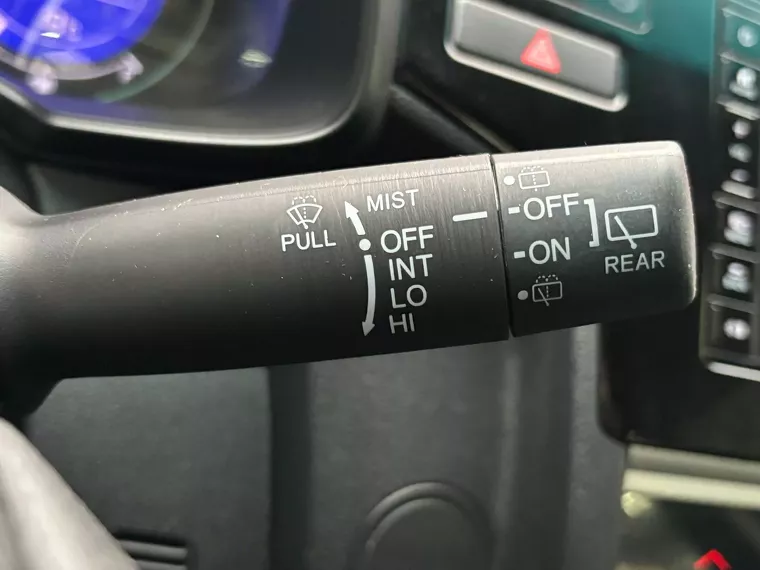 PULL
MIST
OFF
INT
LO
HI
-OFF
-ON
REAR